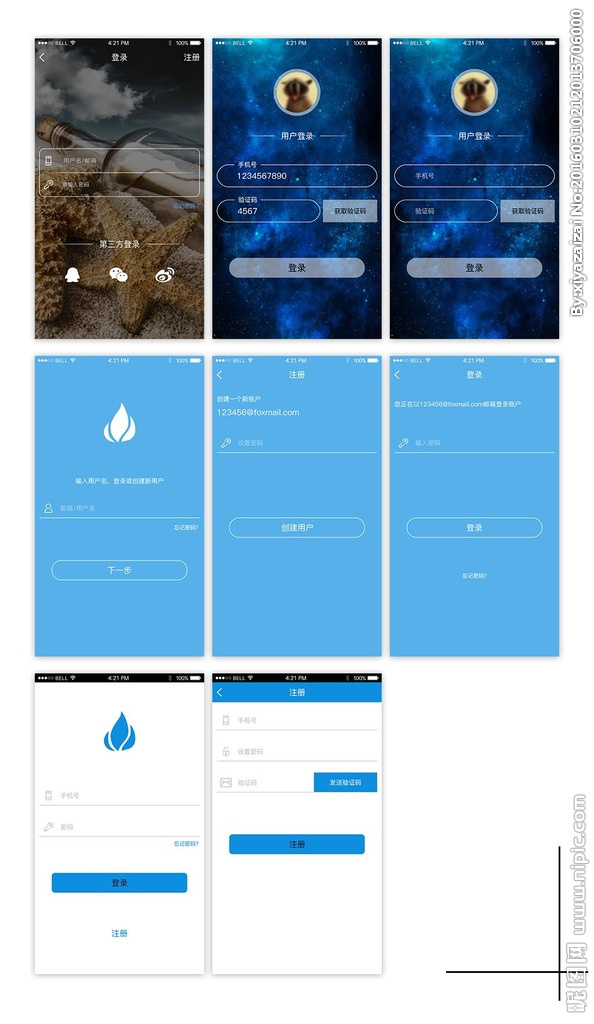 ●●●○○ BELL 4:21 PM 100%
登录 注册
用户名/邮箱
请输入密码
忘记密码?
第三方登录
●●●○○ BELL 4:21 PM 100%
用户登录
手机号
1234567890
验证码
4567
获取验证码
登录
●●●○○ BELL 4:21 PM 100%
用户登录
手机号
验证码
获取验证码
登录
●●●○○ BELL 4:21 PM 100%
输入用户名，登录或创建新用户
邮箱/用户名
忘记密码?
下一步
●●●○○ BELL 4:21 PM 100%
注册
创建一个新账户
123456@foxmail.com
设置密码
创建用户
●●●○○ BELL 4:21 PM 100%
登录
您正在以123456@foxmail.com邮箱登录账户
输入密码
登录
忘记密码?
●●●○○ BELL 4:21 PM 100%
手机号
密码
忘记密码?
登录
注册
●●●○○ BELL 4:21 PM 100%
注册
手机号
设置密码
验证码
发送验证码
注册
By:xiyazaizai No:20160310212013706000
昵图网 www.nipic.com